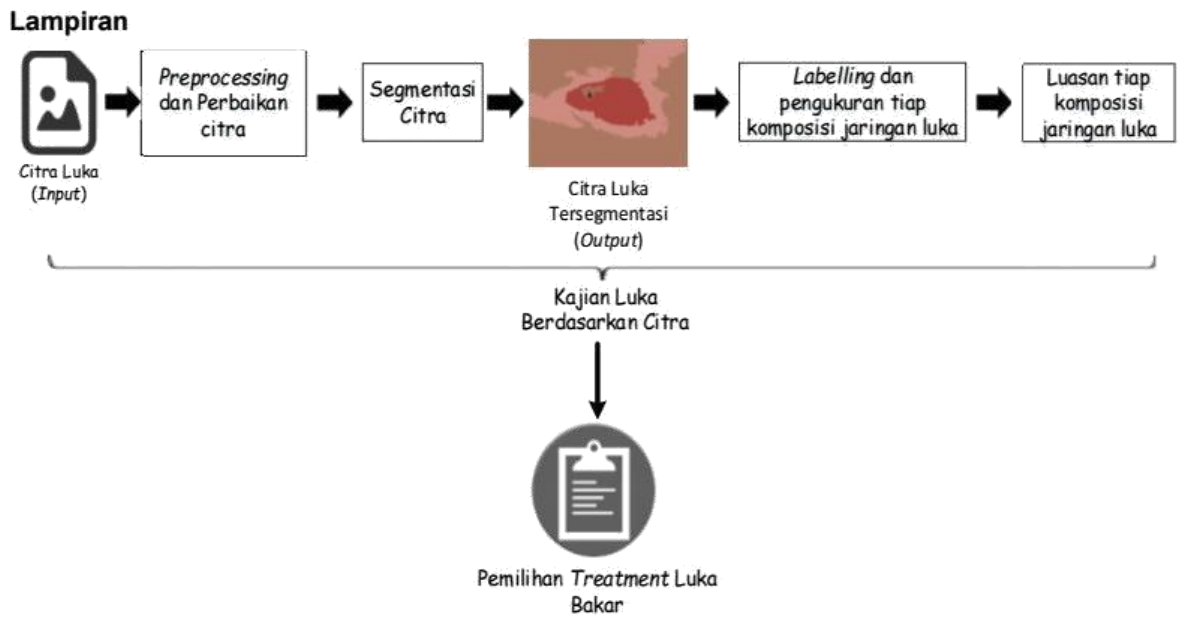 Lampiran
Citra Luka
(Input)
Preprocessing
dan Perbaikan
citra
Segmentasi
Citra
Citra Luka
Tersegmentasi
(Output)
Labelling dan
pengukuran tiap
komposisi jaringan luka
Luasan tiap
komposisi
jaringan luka
Kajian Luka
Berdasarkan Citra
Pemilihan Treatment Luka
Bakar